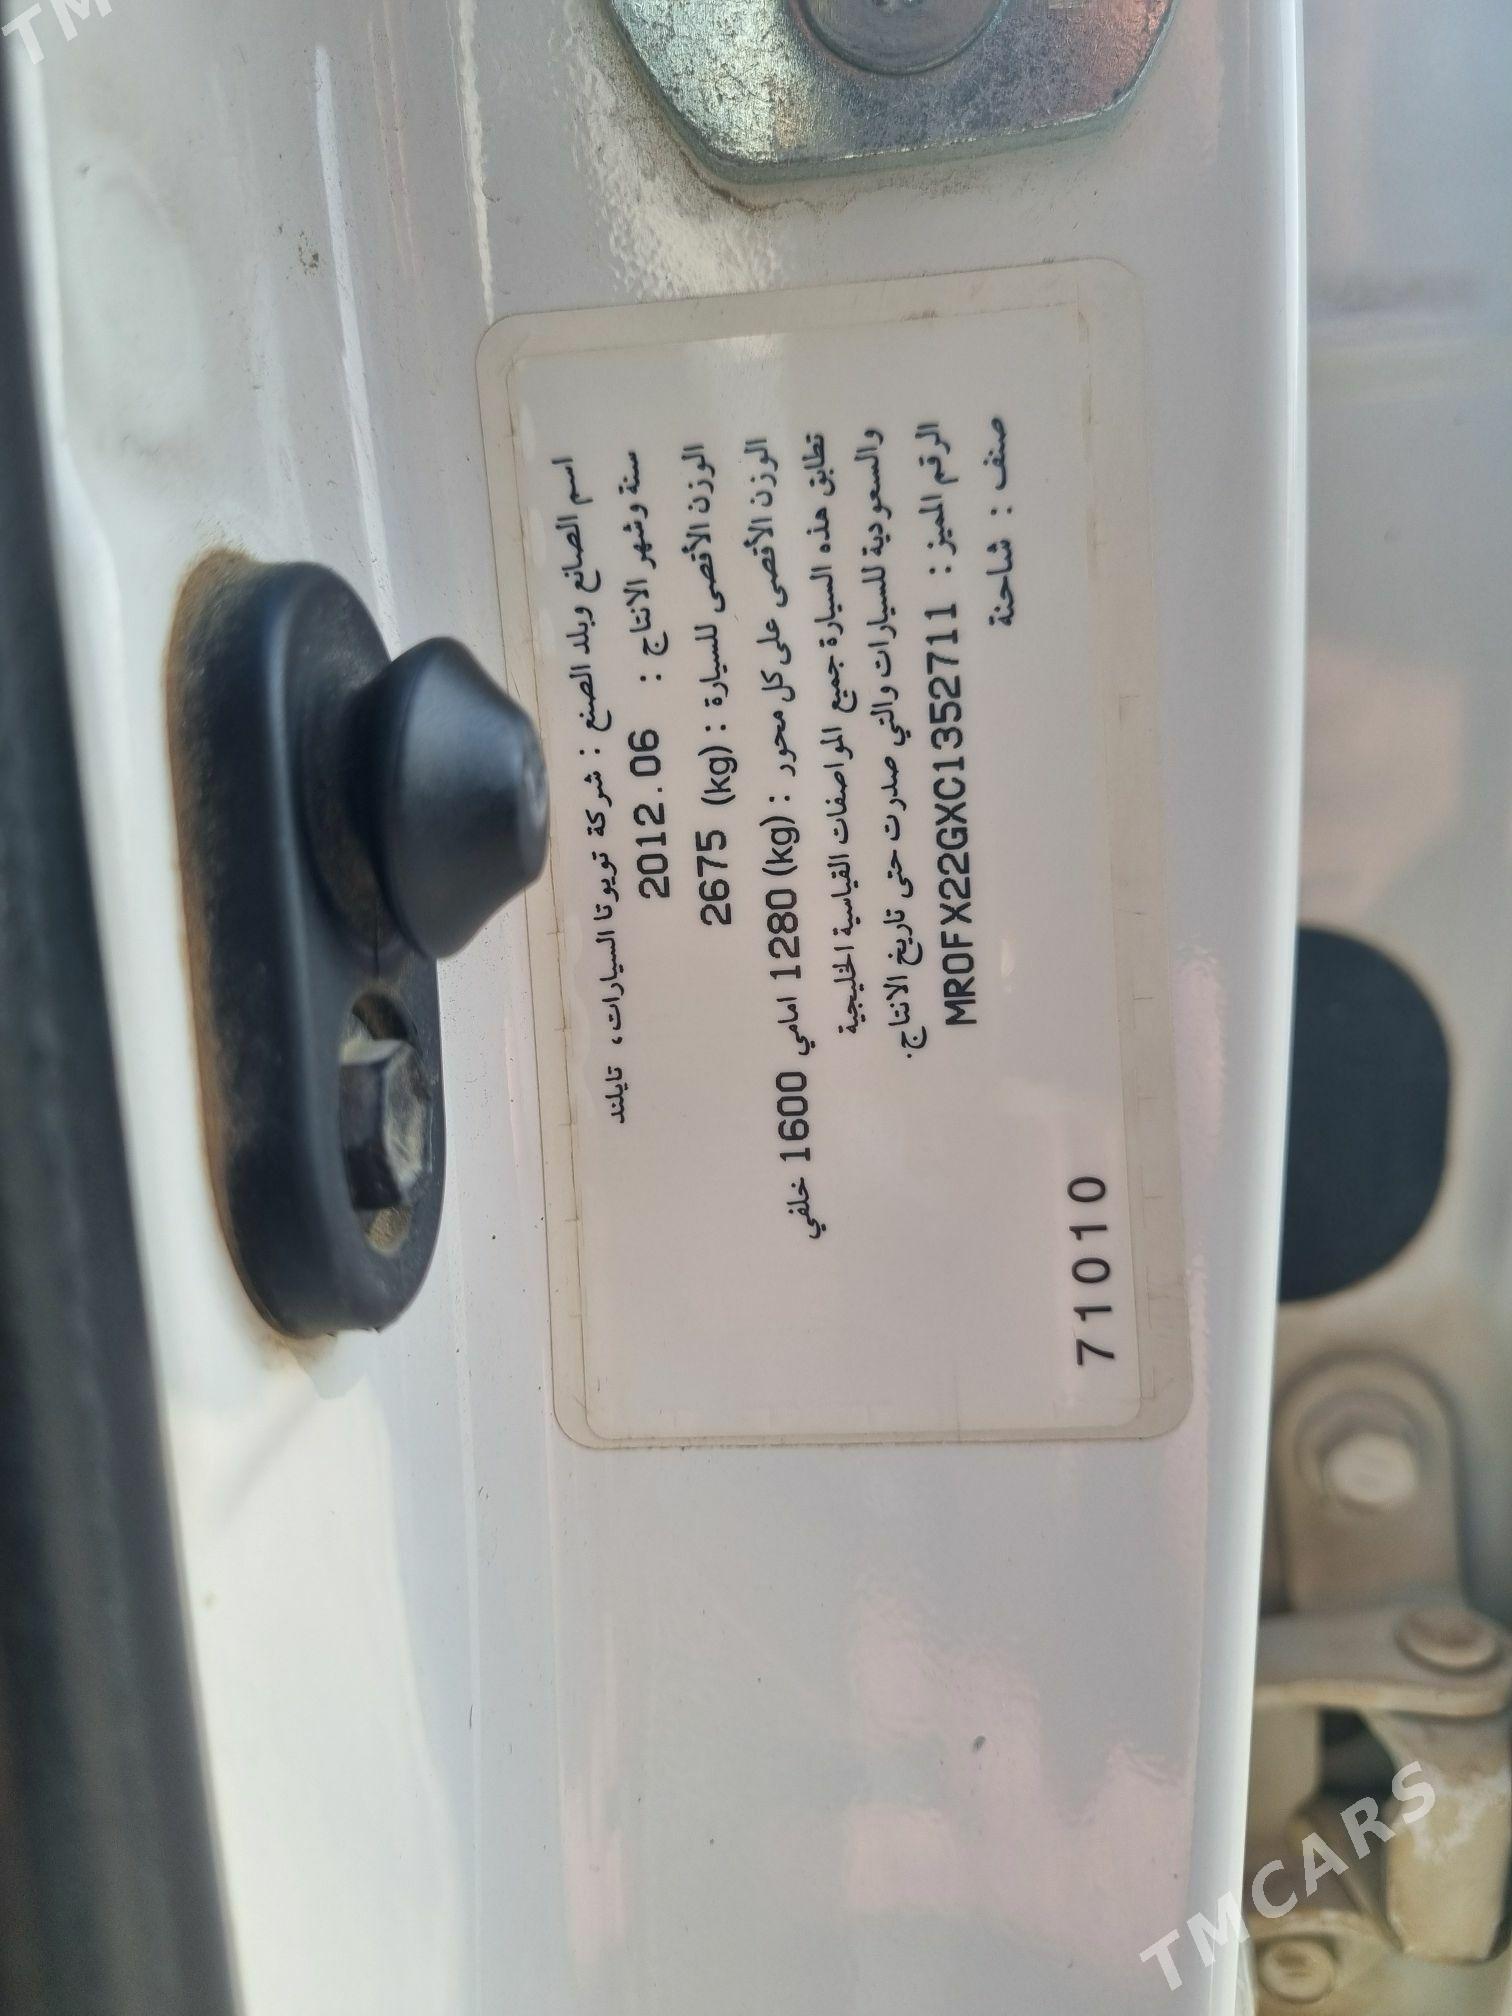 اسم الصانع وبلد الصنع : شركة تويوتا السيارات، تايلند
سنة وشهر الانتاج : 2012.06
الوزن الأقصى للسيارة : (kg) 2675
الوزن الأقصى على كل محور : (kg) 1280 امامي 1600 خلفي
تطابق هذه السيارة جميع المواصفات القياسية الخليجية
والسعودية للسيارات والتي صدرت حتى تاريخ الانتاج.
الرقم المميز : MR0FX22GXC1352711
صنف : شاحنة
71010
TMCARS
TM